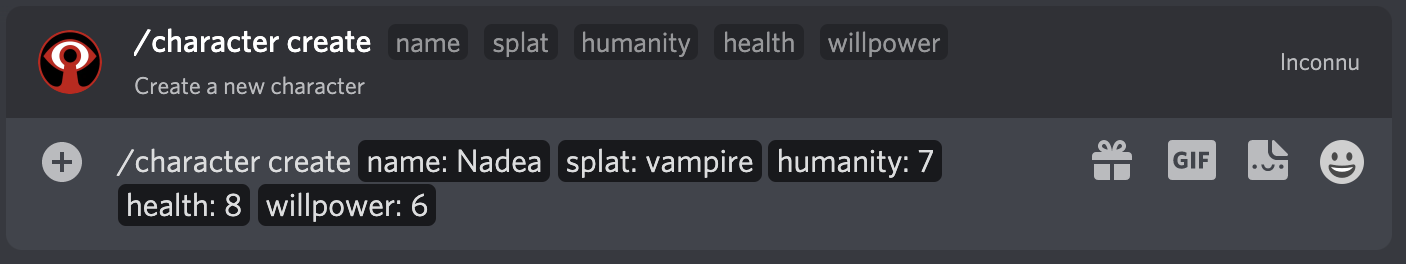 /character create name splat humanity health willpower
Create a new character
Inconnu
/character create name: Nadea splat: vampire humanity: 7
health: 8 willpower: 6
GIF